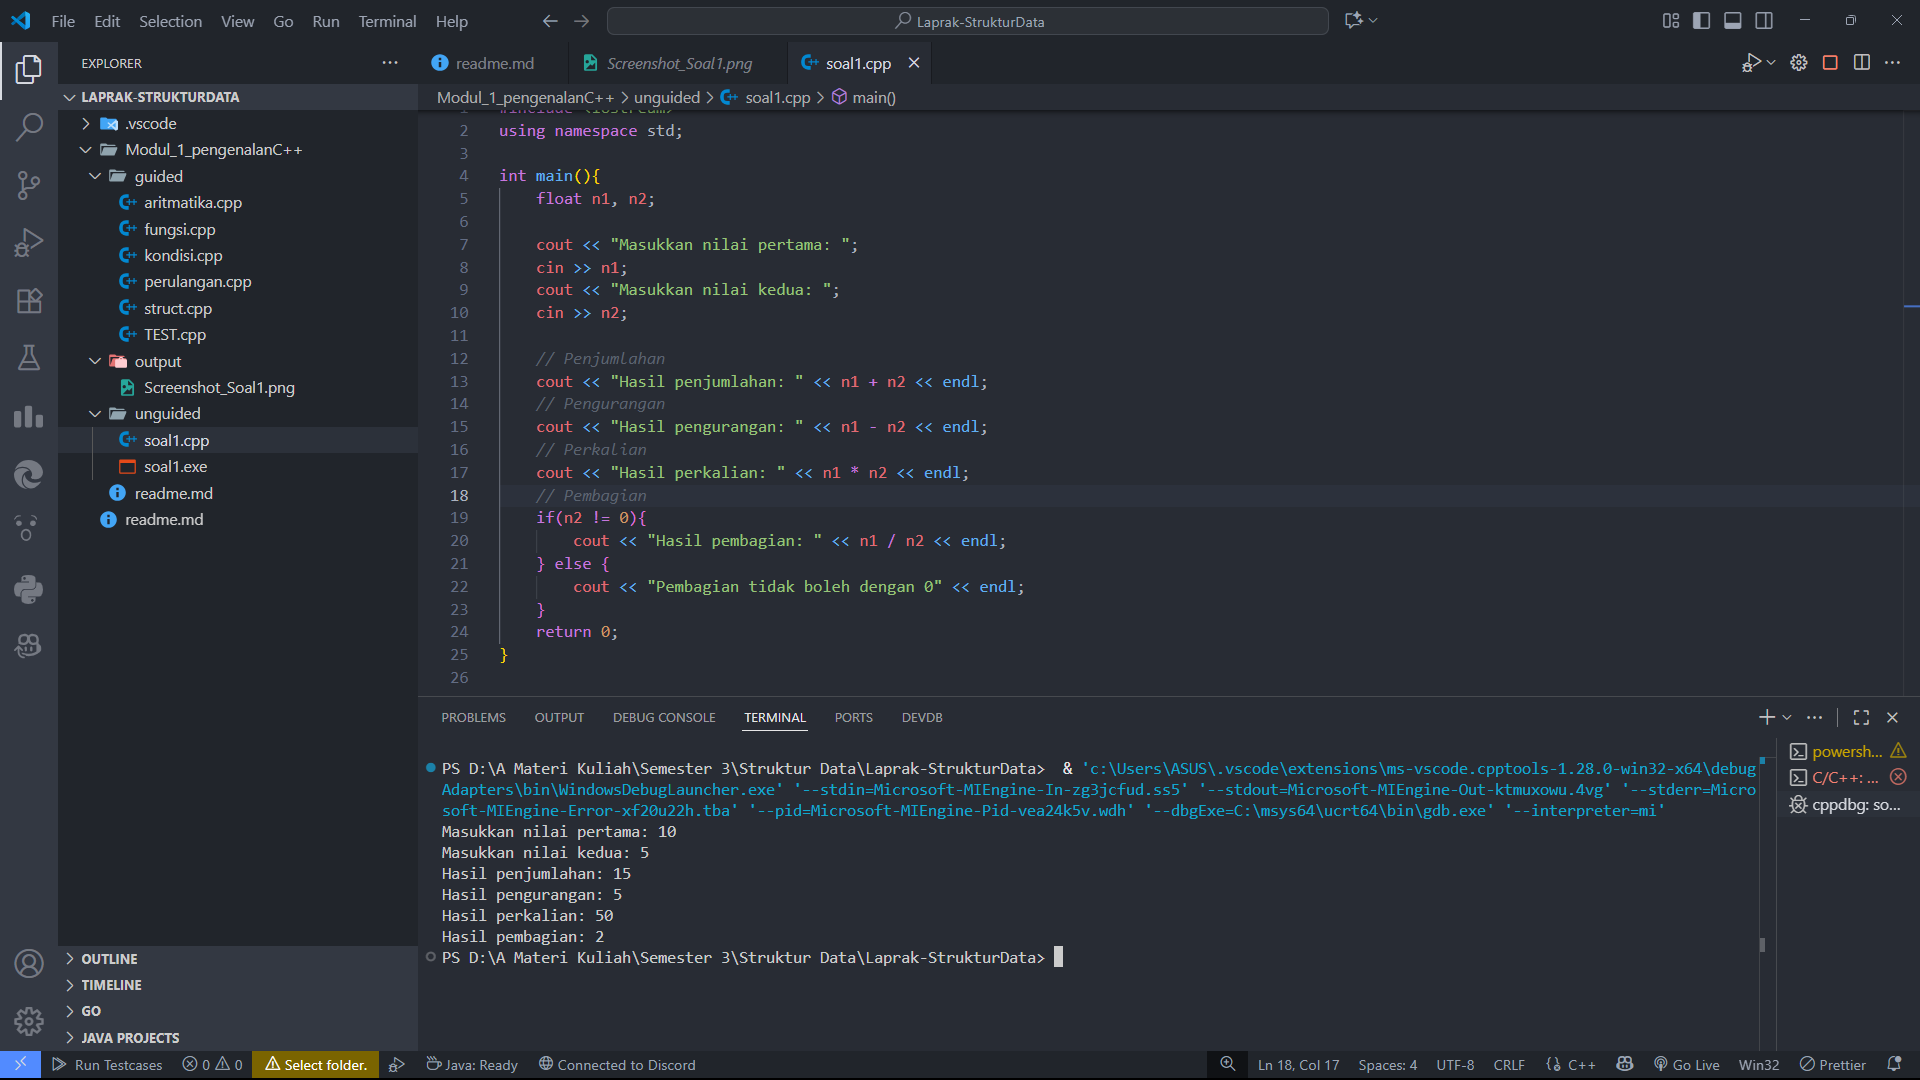 File Edit Selection View Go Run Terminal Help
Laprak-StrukturData
EXPLORER
LAPRAK-STRUKTURDATA
.vscode
Modul_1_pengenalanC++
guided
aritmatika.cpp
fungsi.cpp
kondisi.cpp
perulangan.cpp
struct.cpp
TEST.cpp
output
Screenshot_Soal1.png
unguided
soal1.cpp
soal1.exe
readme.md
readme.md
OUTLINE
TIMELINE
GO
JAVA PROJECTS
readme.md Screenshot_Soal1.png soal1.cpp
Modul_1_pengenalanC++ > unguided > soal1.cpp > main()
1 #include <iostream>
2 using namespace std;
3
4 int main(){
5 float n1, n2;
6
7 cout << "Masukkan nilai pertama: ";
8 cin >> n1;
9 cout << "Masukkan nilai kedua: ";
10 cin >> n2;
11
12 // Penjumlahan
13 cout << "Hasil penjumlahan: " << n1 + n2 << endl;
14 // Pengurangan
15 cout << "Hasil pengurangan: " << n1 - n2 << endl;
16 // Perkalian
17 cout << "Hasil perkalian: " << n1 * n2 << endl;
18 // Pembagian
19 if(n2 != 0){
20 cout << "Hasil pembagian: " << n1 / n2 << endl;
21 } else {
22 cout << "Pembagian tidak boleh dengan 0" << endl;
23 }
24 return 0;
25 }
26
PROBLEMS OUTPUT DEBUG CONSOLE TERMINAL PORTS DEVDB
PS D:\A Materi Kuliah\Semester 3\Struktur Data\Laprak-StrukturData> & 'c:\Users\ASUS\.vscode\extensions\ms-vscode.cpptools-1.28.0-win32-x64\debug
Adapters\bin\WindowsDebugLauncher.exe' '--stdin=Microsoft-MIEngine-In-zg3jcfud.ss5' '--stdout=Microsoft-MIEngine-Out-ktmuxowu.4vg' '--stderr=Micro
soft-MIEngine-Error-xf20u22h.tba' '--pid=Microsoft-MIEngine-Pid-vea24k5v.wdh' '--dbgExe=C:\msys64\ucrt64\bin\gdb.exe' '--interpreter=mi'
Masukkan nilai pertama: 10
Masukkan nilai kedua: 5
Hasil penjumlahan: 15
Hasil pengurangan: 5
Hasil perkalian: 50
Hasil pembagian: 2
PS D:\A Materi Kuliah\Semester 3\Struktur Data\Laprak-StrukturData>
powersh...
C/C++: ...
cppdbg: so...
Run Testcases 0 0 Select folder. Java: Ready Connected to Discord Ln 18, Col 17 Spaces: 4 UTF-8 CRLF C++ Go Live Win32 Prettier